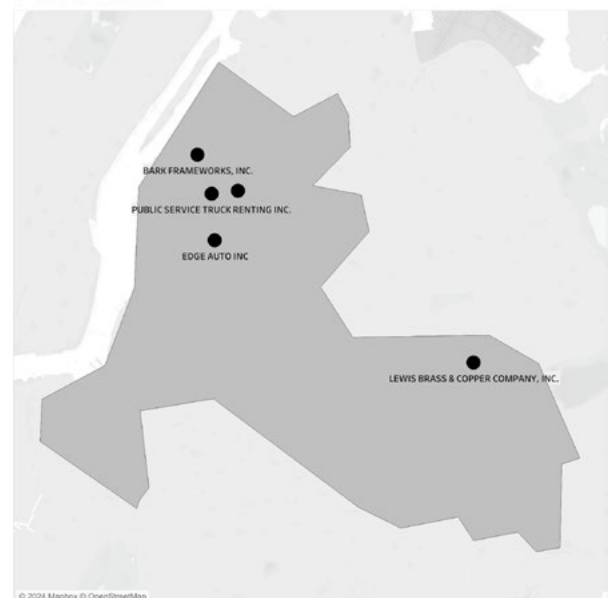 BARK FRAMEWORKS, INC.
PUBLIC SERVICE TRUCK RENTING INC.
EDGE AUTO INC
LEWIS BRASS & COPPER COMPANY, INC.
© 2024 Mapbox © OpenStreetMap